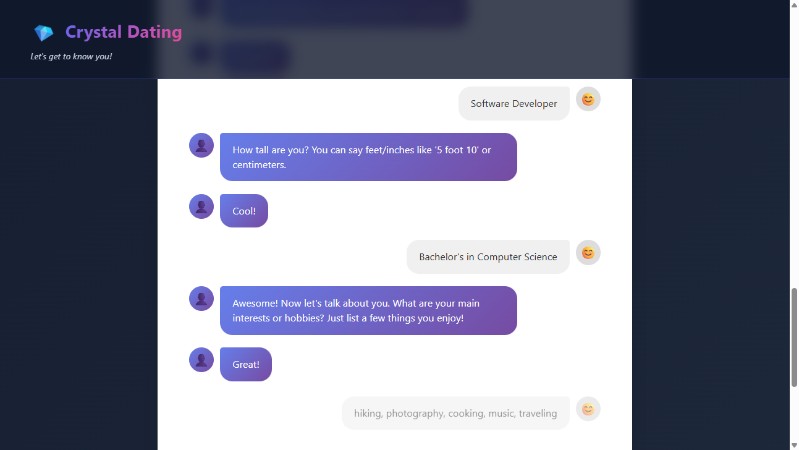 Crystal Dating
Let's get to know you!
Software Developer
How tall are you? You can say feet/inches like '5 foot 10' or
centimeters.
Cool!
Bachelor's in Computer Science
Awesome! Now let's talk about you. What are your main
interests or hobbies? Just list a few things you enjoy!
Great!
hiking, photography, cooking, music, traveling